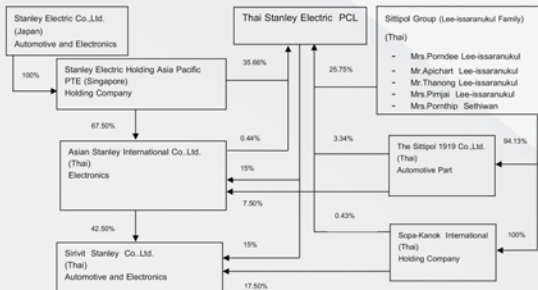 Stanley Electric Co.,Ltd.
(Japan)
Automotive and Electronics
Thai Stanley Electric PCL
Sittipol Group (Lee-issaranukul Family)
(Thai)
- Mrs.Porndee Lee-issaranukul
- Mr.Apichart Lee-issaranukul
- Mr.Thanong Lee-issaranukul
- Mrs.Pimjai Lee-issaranukul
- Mrs.Pornthip Sethiwan
100%
Stanley Electric Holding Asia Pacific
PTE (Singapore)
Holding Company
35.66%
25.75%
67.50%
Asian Stanley International Co..Ltd.
(Thai)
Electronics
0.44%
15%
7.50%
3.34%
The Sittipol 1919 Co.,Ltd.
(Thai)
Automotive Part
94.13%
42.50%
0.43%
Sopa-Kanok International
(Thai)
Holding Company
100%
Sirivit Stanley Co..Ltd.
(Thai)
Automotive and Electronics
15%
17.50%